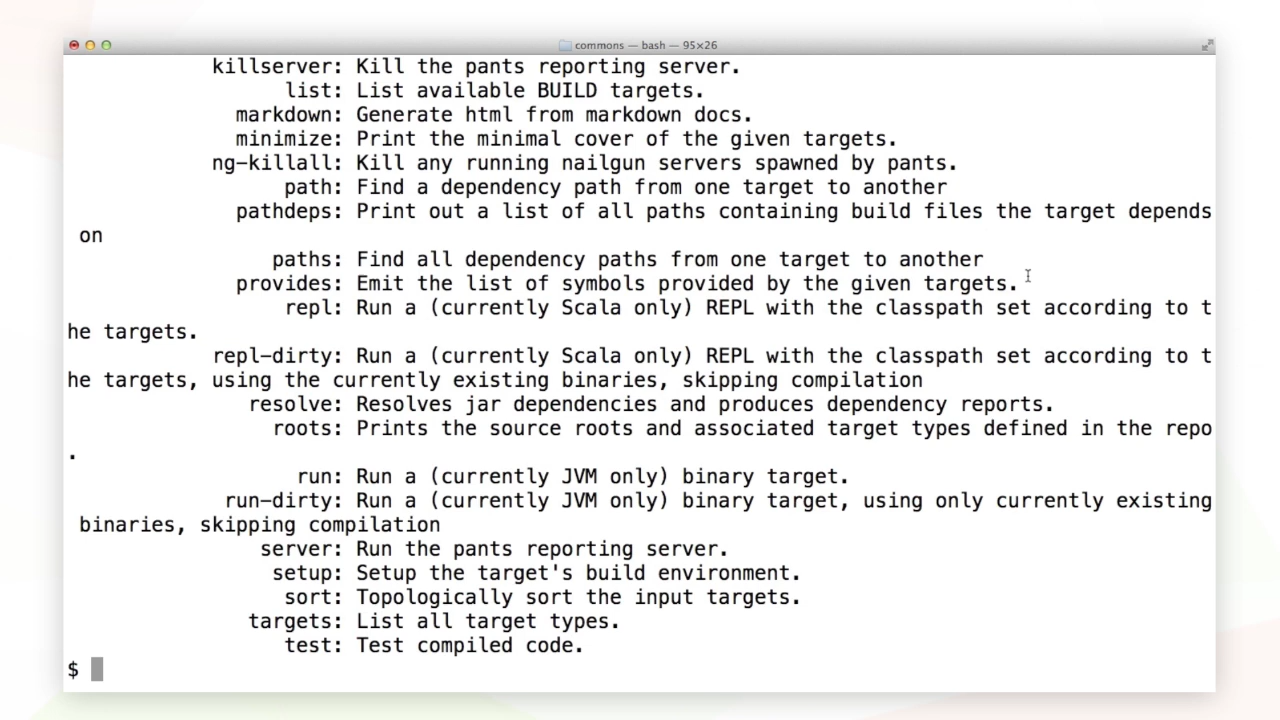 commons — bash — 95×26
killserver: Kill the pants reporting server.
list: List available BUILD targets.
markdown: Generate html from markdown docs.
minimize: Print the minimal cover of the given targets.
ng-killall: Kill any running nailgun servers spawned by pants.
path: Find a dependency path from one target to another
pathdeps: Print out a list of all paths containing build files the target depends
on
paths: Find all dependency paths from one target to another
provides: Emit the list of symbols provided by the given targets.
repl: Run a (currently Scala only) REPL with the classpath set according to t
he targets.
repl-dirty: Run a (currently Scala only) REPL with the classpath set according to t
he targets, using the currently existing binaries, skipping compilation
resolve: Resolves jar dependencies and produces dependency reports.
roots: Prints the source roots and associated target types defined in the repo
.
run: Run a (currently JVM only) binary target.
run-dirty: Run a (currently JVM only) binary target, using only currently existing
binaries, skipping compilation
server: Run the pants reporting server.
setup: Setup the target's build environment.
sort: Topologically sort the input targets.
targets: List all target types.
test: Test compiled code.
$